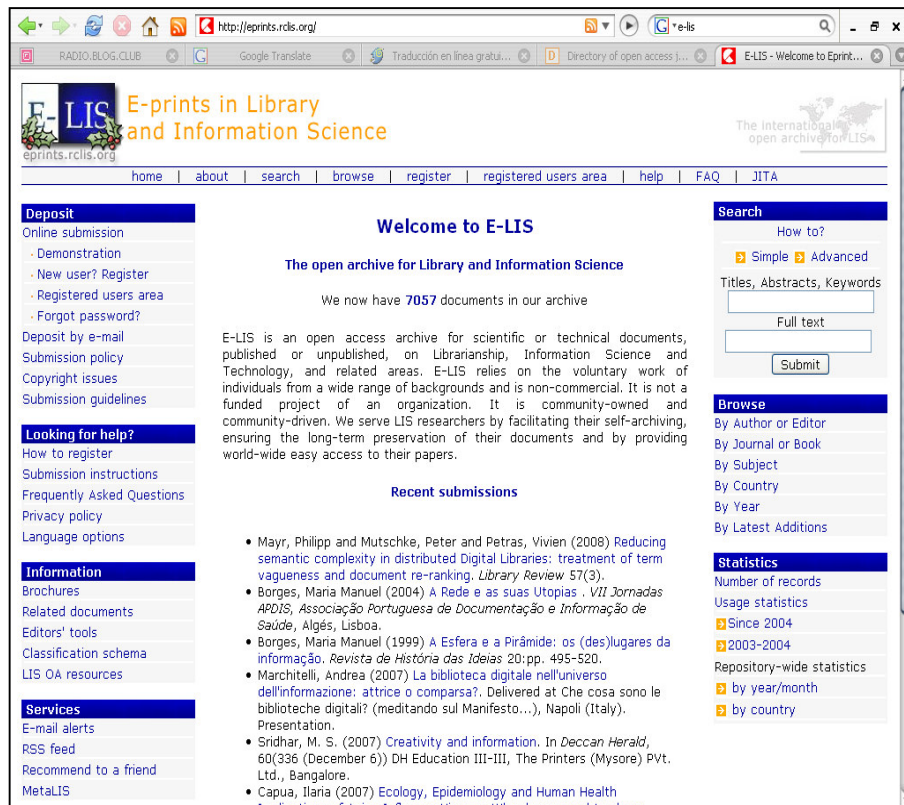 http://eprints.rclis.org/
e-lis
RADIO.BLOG.CLUB
Google Translate
Traducción en línea gratui...
Directory of open access j...
E-LIS - Welcome to Eprint...
E-LIS
eprints.rclis.org
E-prints in Library
and Information Science
The international
open archive for LIS
home | about | search | browse | register | registered users area | help | FAQ | JITA
Deposit
Online submission
· Demonstration
· New user? Register
· Registered users area
· Forgot password?
Deposit by e-mail
Submission policy
Copyright issues
Submission guidelines
Looking for help?
How to register
Submission instructions
Frequently Asked Questions
Privacy policy
Language options
Information
Brochures
Related documents
Editors' tools
Classification schema
LIS OA resources
Services
E-mail alerts
RSS feed
Recommend to a friend
MetaLIS
Welcome to E-LIS
The open archive for Library and Information Science
We now have 7057 documents in our archive
E-LIS is an open access archive for scientific or technical documents,
published or unpublished, on Librarianship, Information Science and
Technology, and related areas. E-LIS relies on the voluntary work of
individuals from a wide range of backgrounds and is non-commercial. It is not a
funded project of an organization. It is community-owned and
community-driven. We serve LIS researchers by facilitating their self-archiving,
ensuring the long-term preservation of their documents and by providing
world-wide easy access to their papers.
Recent submissions
• Mayr, Philipp and Mutschke, Peter and Petras, Vivien (2008) Reducing
semantic complexity in distributed Digital Libraries: treatment of term
vagueness and document re-ranking. Library Review 57(3).
• Borges, Maria Manuel (2004) A Rede e as suas Utopias . VII Jornadas
APDIS, Associação Portuguesa de Documentação e Informação de
Saúde, Algés, Lisboa.
• Borges, Maria Manuel (1999) A Esfera e a Pirâmide: os (des)lugares da
informação. Revista de História das Ideias 20:pp. 495-520.
• Marchitelli, Andrea (2007) La biblioteca digitale nell'universo
dell'informazione: attrice o comparsa?. Delivered at Che cosa sono le
biblioteche digitali? (meditando sul Manifesto...), Napoli (Italy).
Presentation.
• Sridhar, M. S. (2007) Creativity and information. In Deccan Herald,
60(336 (December 6)) DH Education III-III, The Printers (Mysore) PVt.
Ltd., Bangalore.
• Capua, Ilaria (2007) Ecology, Epidemiology and Human Health
Search
How to?
Simple Advanced
Titles, Abstracts, Keywords
Full text
Submit
Browse
By Author or Editor
By Journal or Book
By Subject
By Country
By Year
By Latest Additions
Statistics
Number of records
Usage statistics
Since 2004
2003-2004
Repository-wide statistics
by year/month
by country